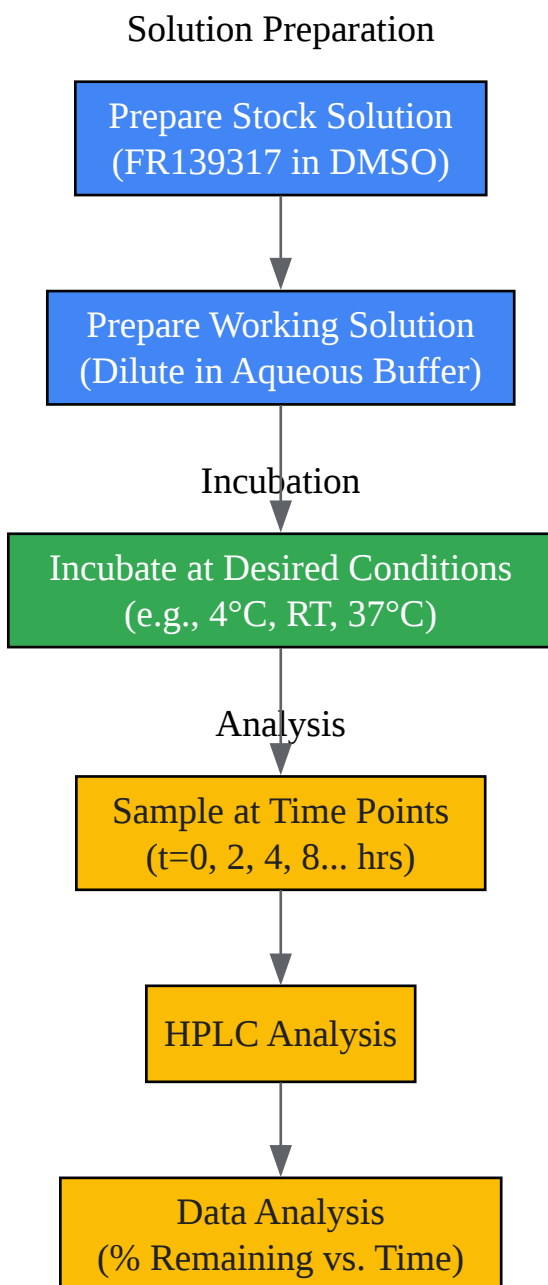 Solution Preparation
Prepare Stock Solution
(FR139317 in DMSO)
Prepare Working Solution
(Dilute in Aqueous Buffer)
Incubation
Incubate at Desired Conditions
(e.g., 4°C, RT, 37°C)
Analysis
Sample at Time Points
(t=0, 2, 4, 8... hrs)
HPLC Analysis
Data Analysis
(% Remaining vs. Time)